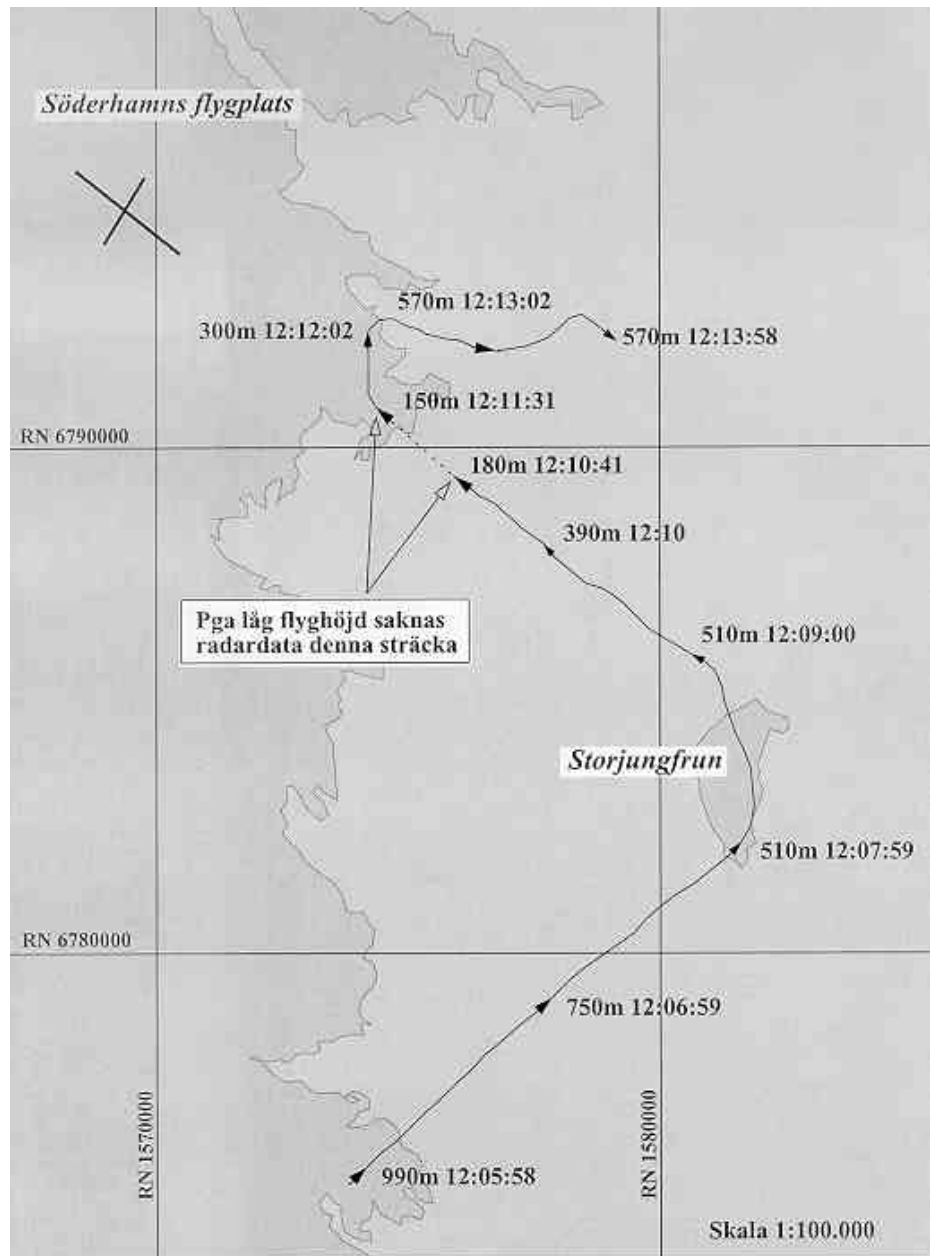 Söderhamns flygplats
570m 12:13:02
300m 12:12:02
570m 12:13:58
150m 12:11:31
RN 6790000
180m 12:10:41
390m 12:10
Pga låg flyghöjd saknas
radardata denna sträcka
510m 12:09:00
Storjungfrun
510m 12:07:59
RN 6780000
750m 12:06:59
RN 1570000
RN 1580000
990m 12:05:58
Skala 1:100.000